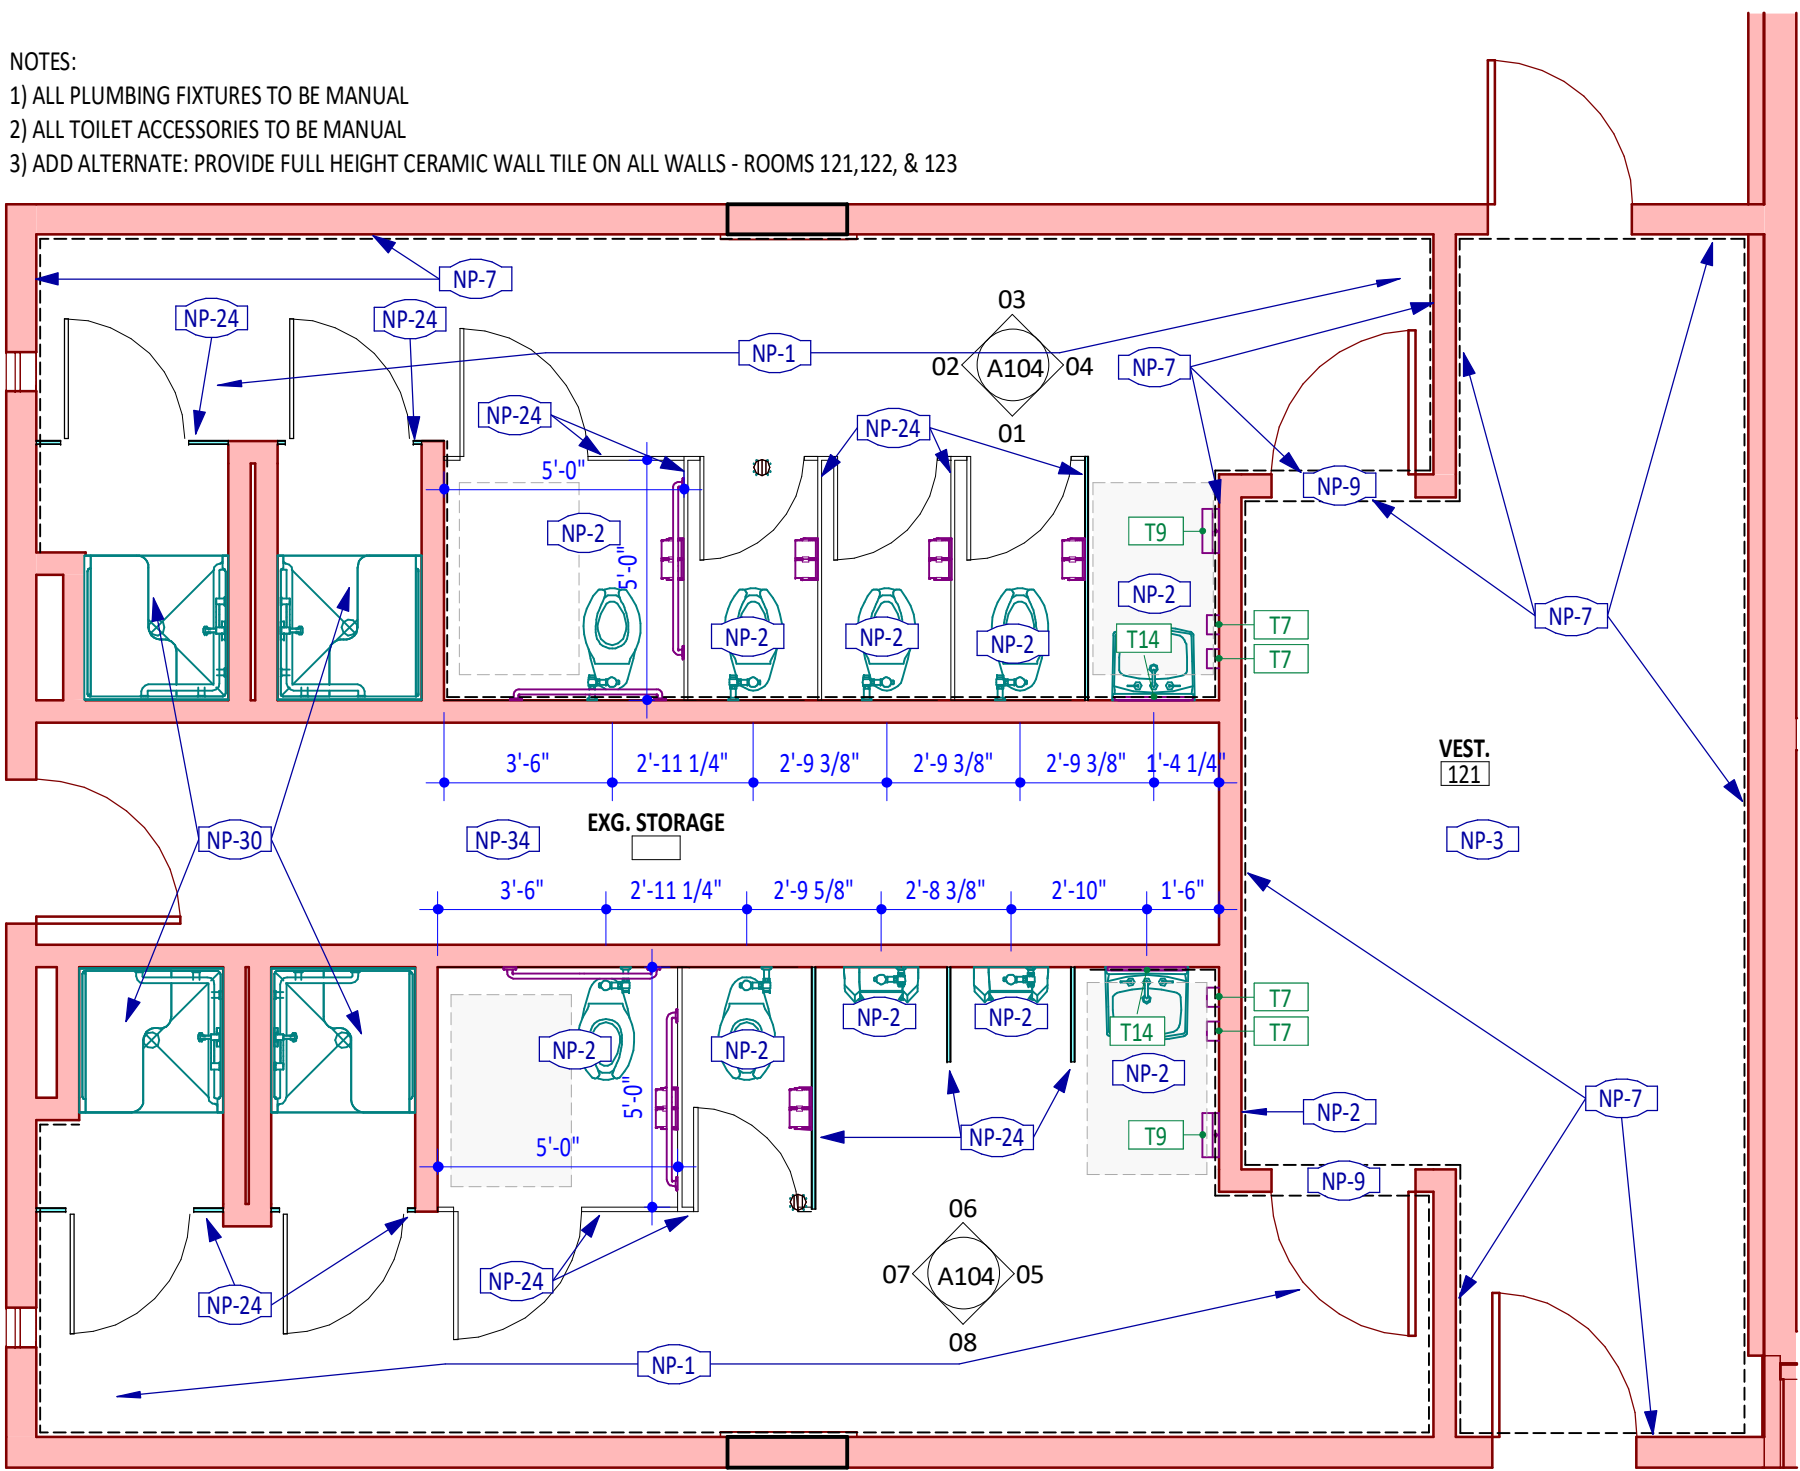 NOTES:
1) ALL PLUMBING FIXTURES TO BE MANUAL
2) ALL TOILET ACCESSORIES TO BE MANUAL
3) ADD ALTERNATE: PROVIDE FULL HEIGHT CERAMIC WALL TILE ON ALL WALLS - ROOMS 121,122, & 123
NP-7
NP-24
NP-24
NP-1
03
02
A104
04
01
NP-7
NP-24
NP-24
5'-0"
NP-9
NP-2
5'-0"
T9
NP-2
NP-2
NP-2
NP-2
T14
T7
T7
NP-7
3'-6"
2'-11 1/4"
2'-9 3/8"
2'-9 3/8"
2'-9 3/8"
1'-4 1/4"
VEST.
121
NP-30
NP-34
EXG. STORAGE
NP-3
3'-6"
2'-11 1/4"
2'-9 5/8"
2'-8 3/8"
2'-10"
1'-6"
T7
T7
NP-2
NP-2
T14
NP-2
NP-2
NP-2
5'-0"
NP-7
NP-2
NP-24
T9
5'-0"
NP-9
06
07
A104
05
08
NP-24
NP-24
NP-1